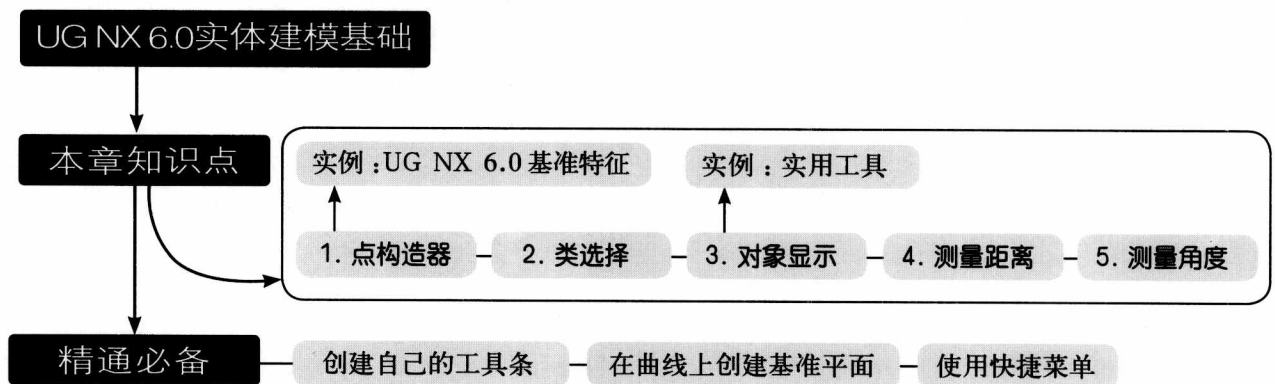 UG NX 6.0实体建模基础
本章知识点
实例:UG NX 6.0基准特征
实例:实用工具
1. 点构造器
2. 类选择
3. 对象显示
4. 测量距离
5. 测量角度
精通必备
创建自己的工具条
在曲线上创建基准平面
使用快捷菜单